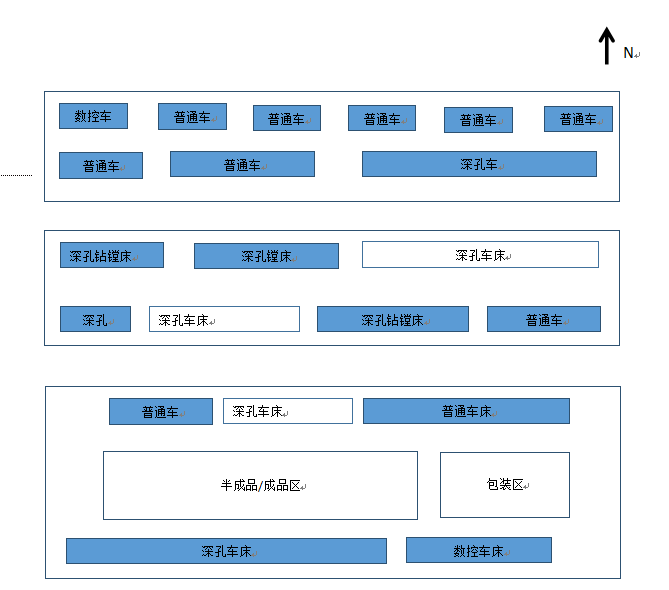 N
数控车
普通车
普通车
普通车
普通车
普通车
普通车
普通车
深孔车
深孔钻镗床
深孔镗床
深孔车床
深孔
深孔车床
深孔钻镗床
普通车
普通车
深孔车床
普通车床
半成品/成品区
包装区
深孔车床
数控车床